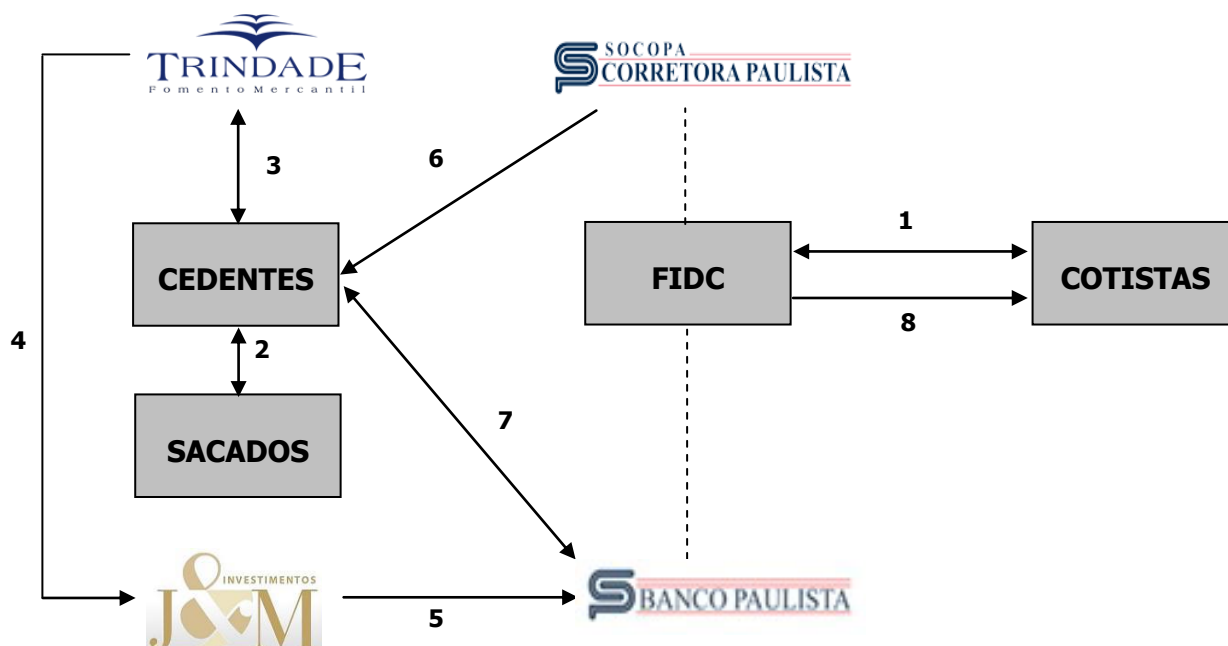 TRINDADE
Fomento Mercantil
SOCOPA
CORRETORA PAULISTA
3
6
1
CEDENTES
FIDC
COTISTAS
8
4
2
7
SACADOS
INVESTIMENTOS
J&M
5
BANCO PAULISTA